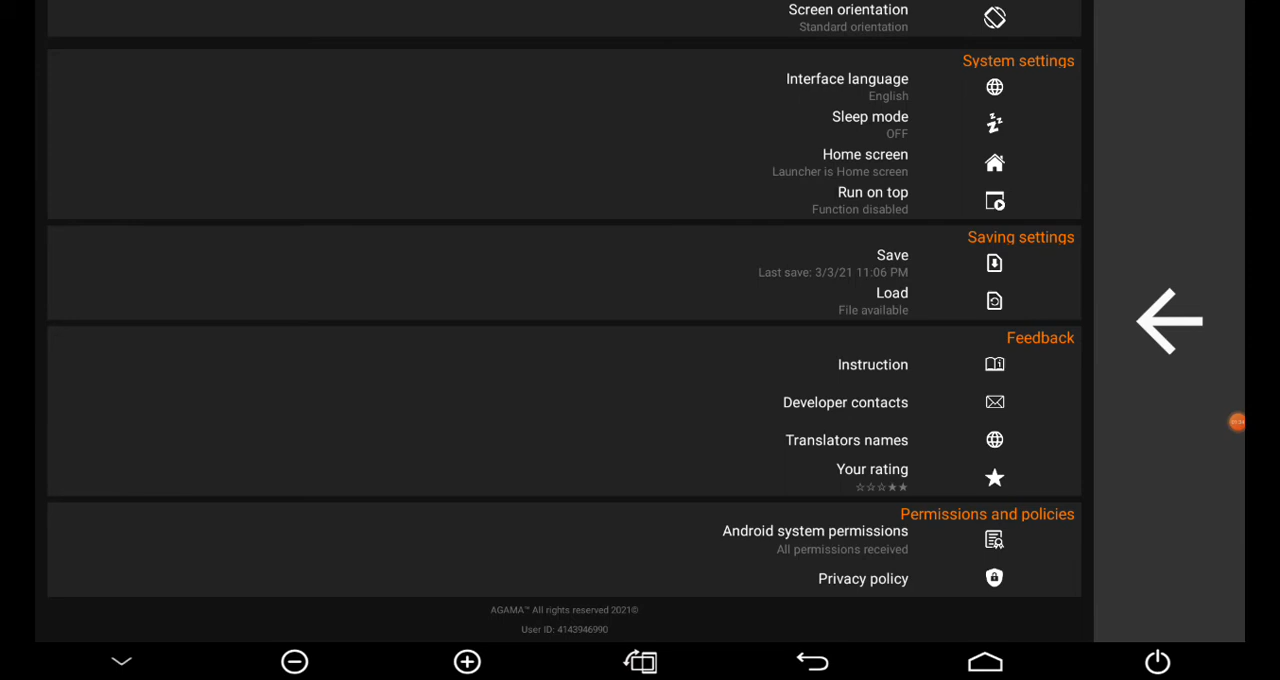 Screen orientation
Standard orientation
System settings
Interface language
English
Sleep mode
OFF
Home screen
Launcher is Home screen
Run on top
Function disabled
Saving settings
Save
Last save: 3/3/21 11:06 PM
Load
File available
Feedback
Instruction
Developer contacts
Translators names
Your rating
Permissions and policies
Android system permissions
All permissions received
Privacy policy
AGAMA™ All rights reserved 2021©
User ID: 4143946990